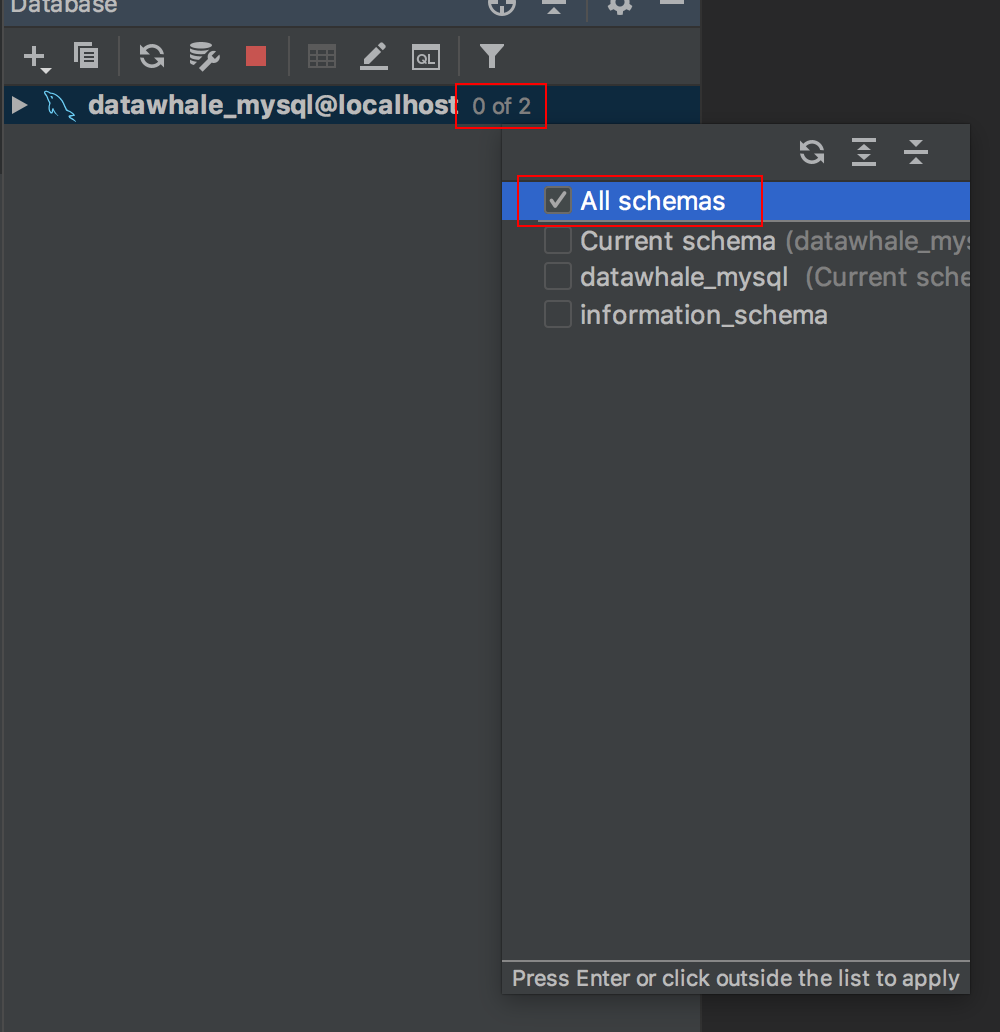 Database
QL
datawhale_mysql@localhost 0 of 2
All schemas
Current schema (datawhale_mys
datawhale_mysql (Current sche
information_schema
Press Enter or click outside the list to apply